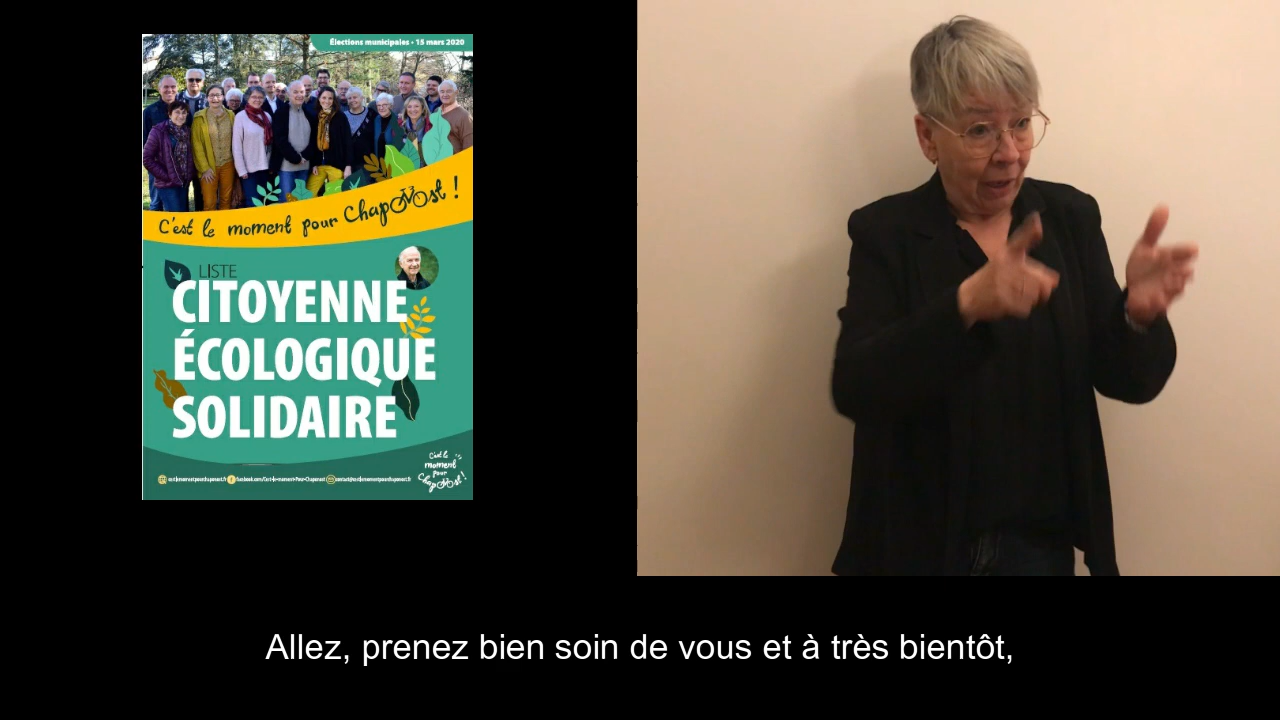 Élections municipales • 15 mars 2020
C'est le moment pour Chaponost !
LISTE
CITOYENNE
ÉCOLOGIQUE
SOLIDAIRE
C'est le
moment
pour
Chaponost !
Allez, prenez bien soin de vous et à très bientôt,